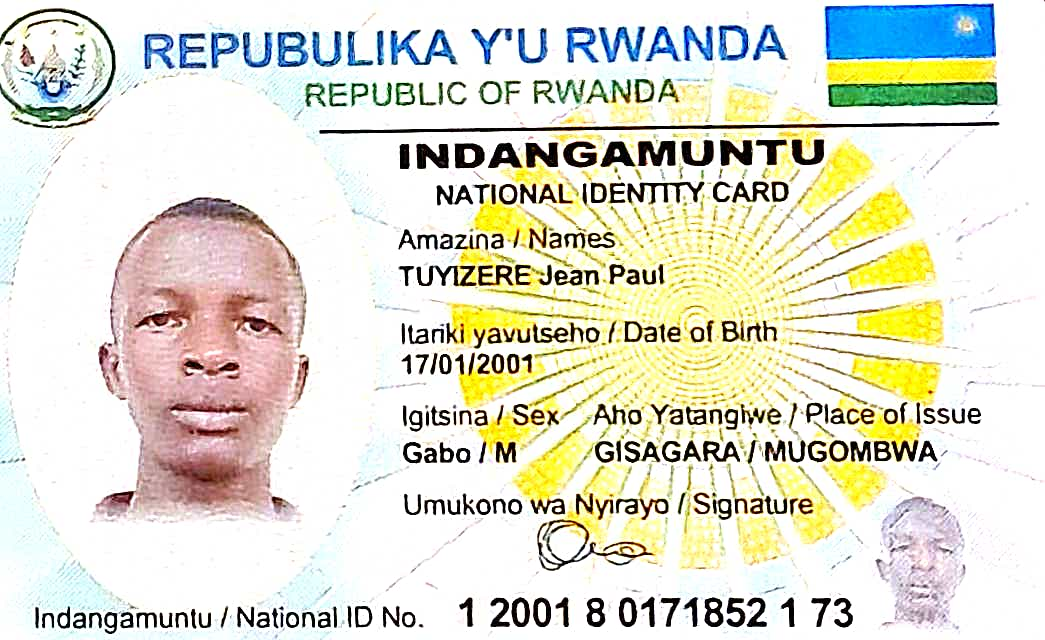 REPUBULIKA Y'U RWANDA
REPUBLIC OF RWANDA
INDANGAMUNTU
NATIONAL IDENTITY CARD
Amazina / Names
TUYIZERE Jean Paul
Itariki yavutseho / Date of Birth
17/01/2001
Igitsina / Sex Aho Yatangiwe / Place of Issue
Gabo / M GISAGARA / MUGOMBWA
Umukono wa Nyirayo / Signature
Indangamuntu / National ID No. 1 2001 8 0171852 1 73